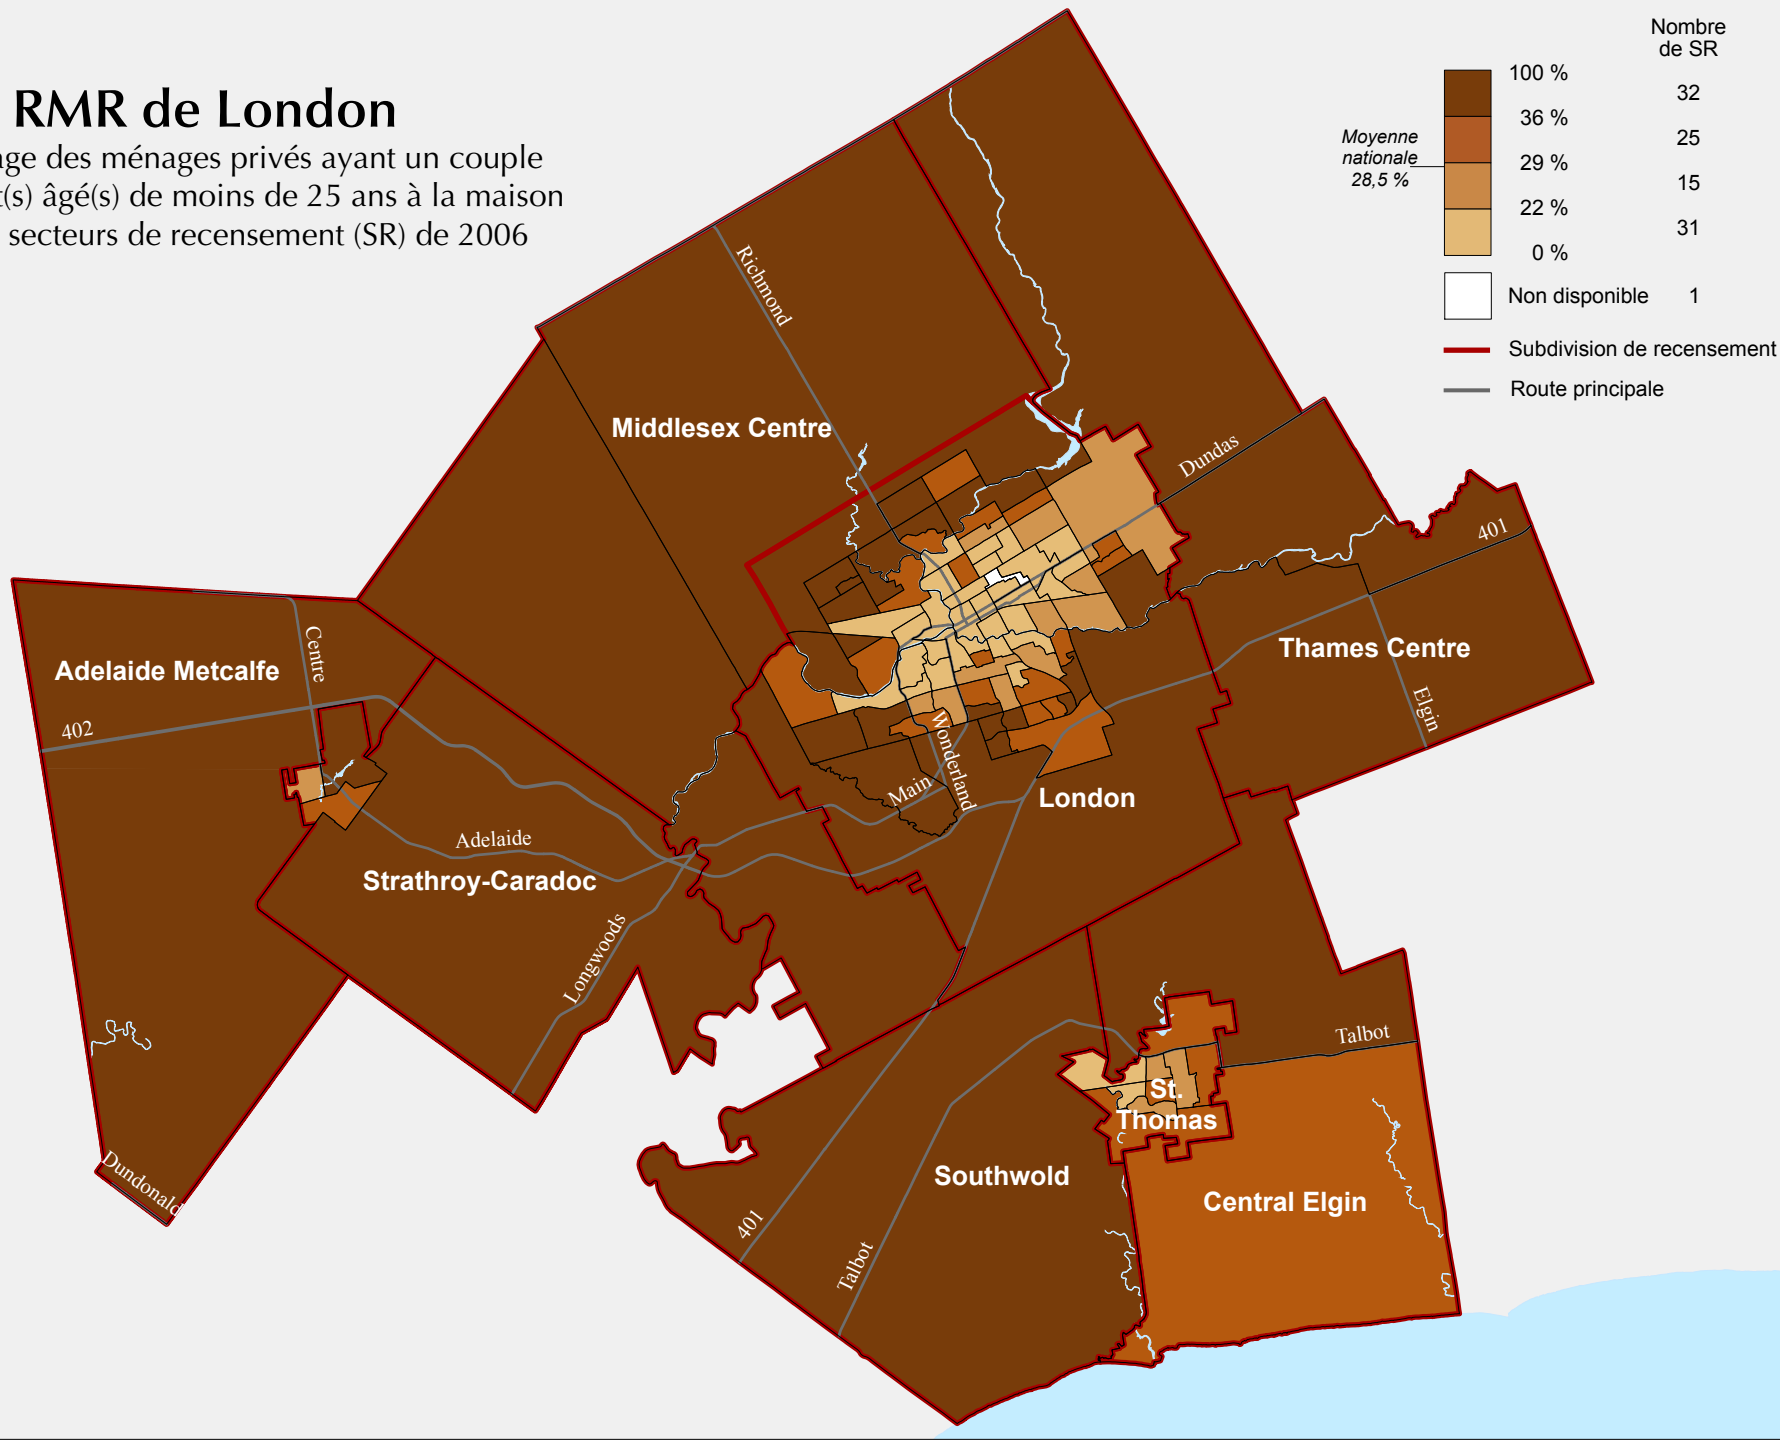 RMR de London
des ménages privés ayant un couple
âgé(s) de moins de 25 ans à la maison
secteurs de recensement (SR) de 2006
Nombre
de SR
100 %
32
36 %
25
Moyenne
nationale
28,5 %
29 %
15
22 %
31
0 %
Non disponible 1
Subdivision de recensement
Route principale
Richmond
Middlesex Centre
Dundas
401
Thames Centre
Elgin
Centre
Adelaide Metcalfe
402
Wonderland
Main
London
Adelaide
Strathroy-Caradoc
Longwoods
Talbot
St.
Thomas
Southwold
Central Elgin
Dundonald
401
Talbot